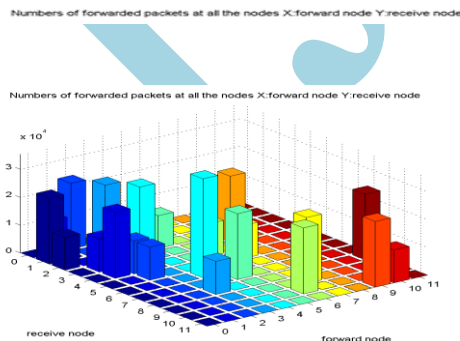 Numbers of forwarded packets at all the nodes X:forward node Y:receive node
Numbers of forwarded packets at all the nodes X:forward node Y:receive node
x 10^4
3
2
1
0
0 1 2 3 4 5 6 7 8 9 10 11
0 1 2 3 4 5 6 7 8 9 10 11
receive node
forward node